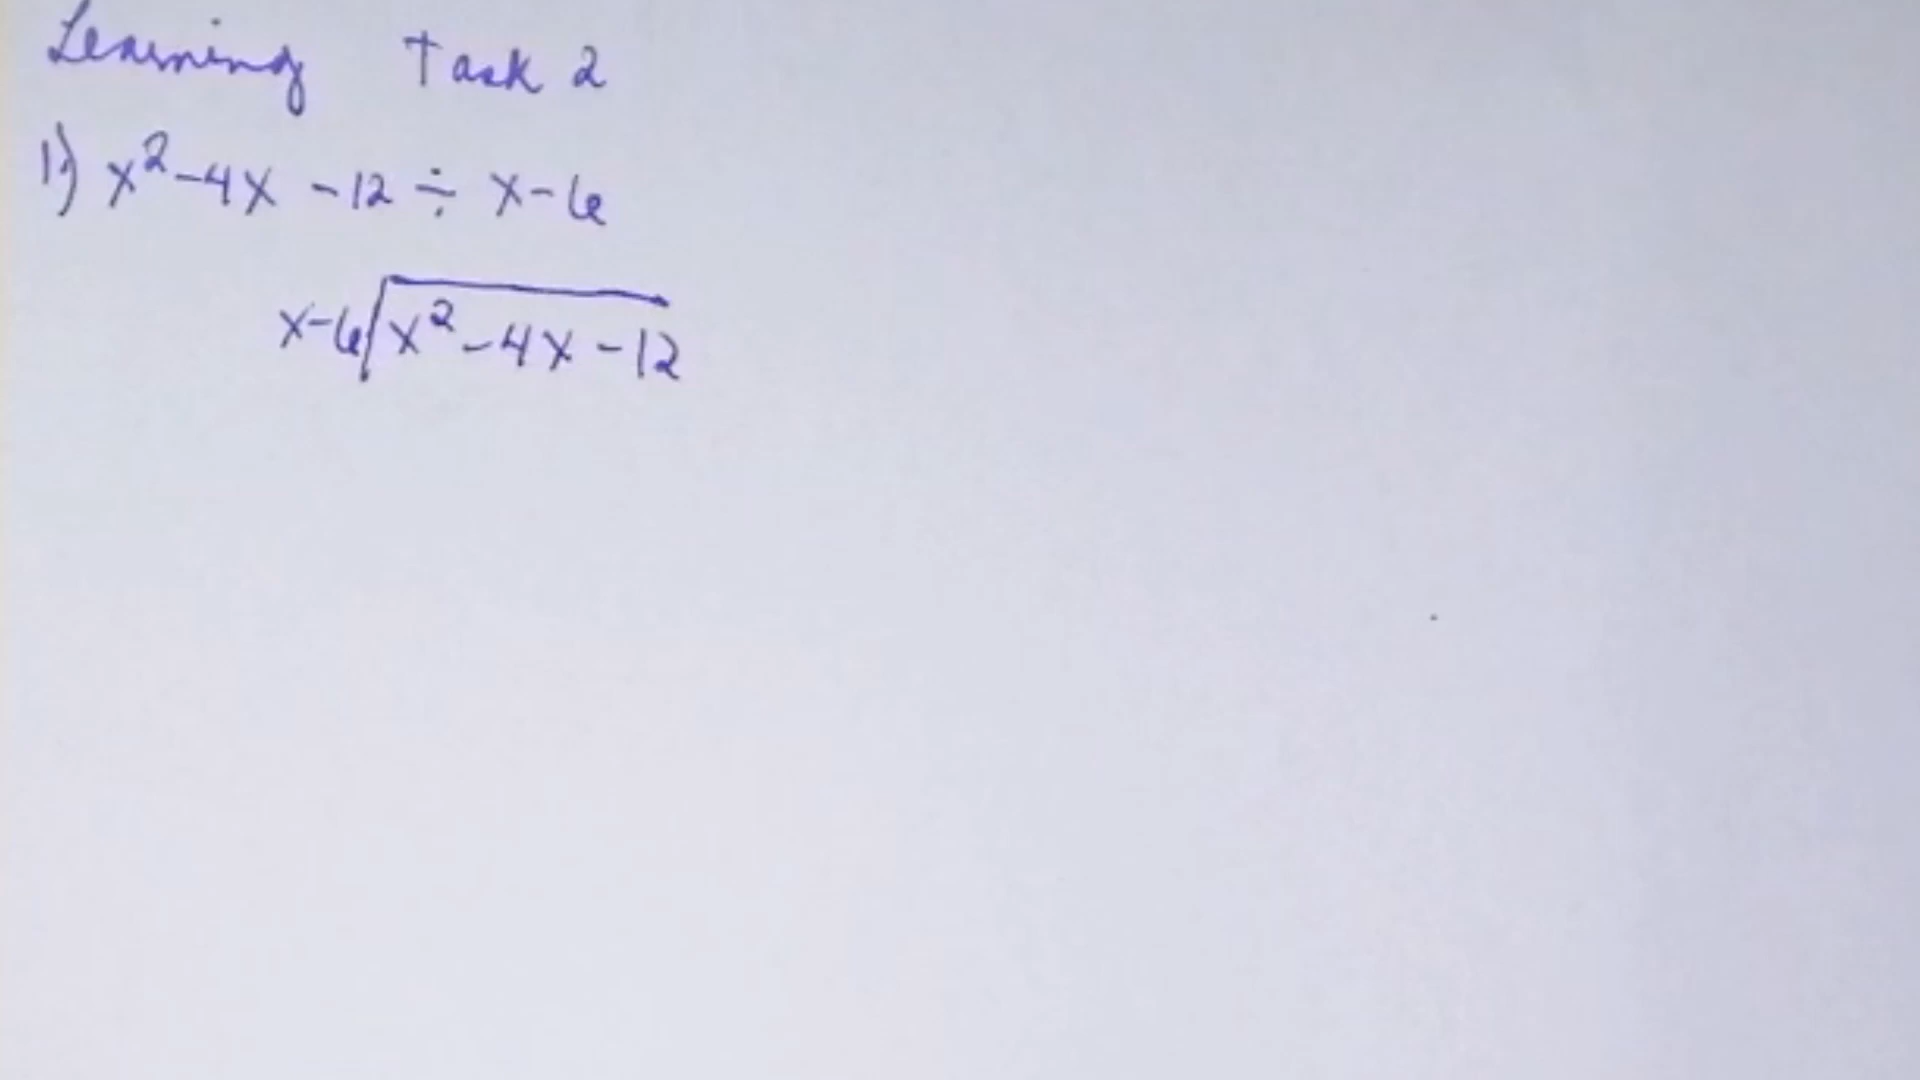 Learning Task 2
1.) x²-4x -12 ÷ x-6
x-6√x² -4x -12